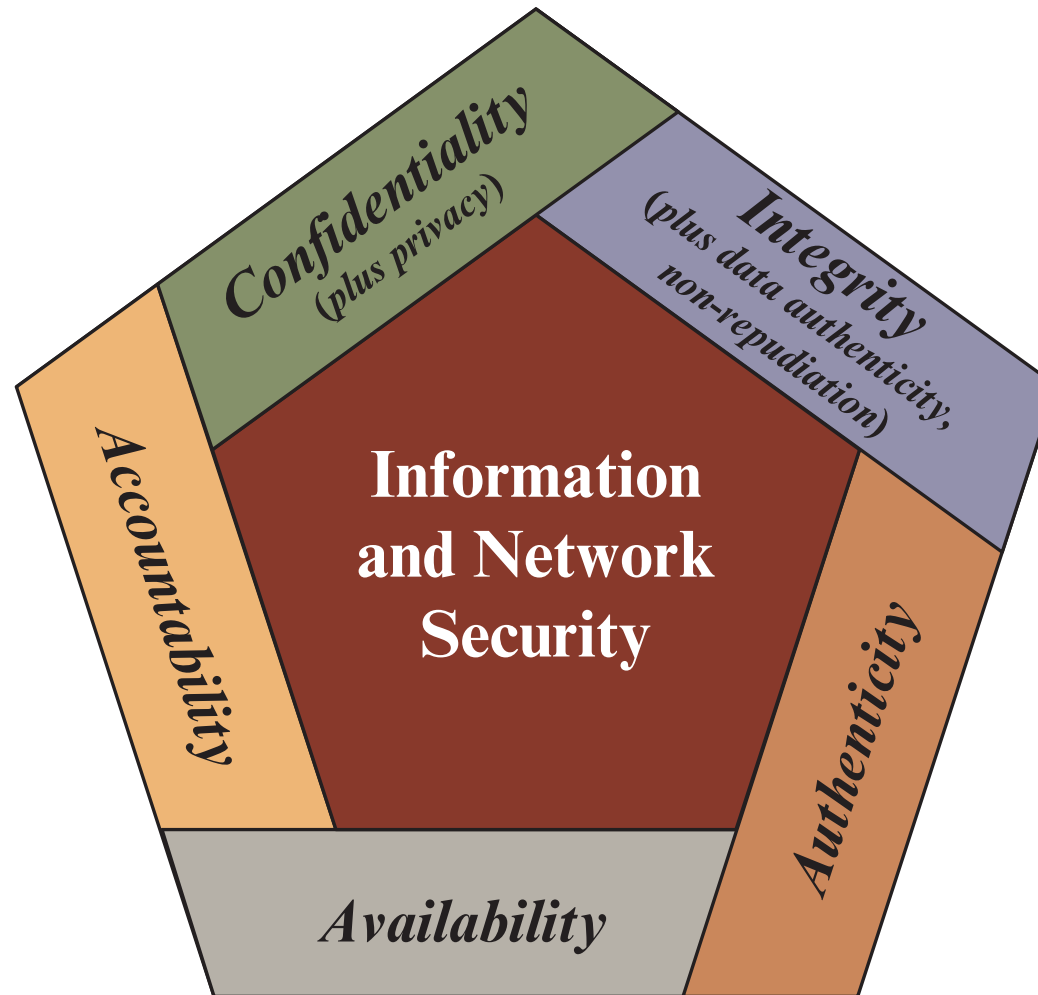 Confidentiality
(plus privacy)
Integrity
(plus data authenticity,
non-repudiation)
Accountability
Information
and Network
Security
Authenticity
Availability